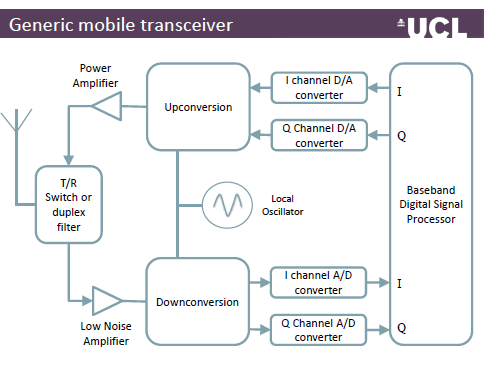 Generic mobile transceiver
UCL
Power
Amplifier
Upconversion
I channel D/A
converter
I
Q Channel D/A
converter
Q
T/R
Switch or
duplex
filter
Local
Oscillator
Baseband
Digital Signal
Processor
Downconversion
I channel A/D
converter
I
Q Channel A/D
converter
Q
Low Noise
Amplifier